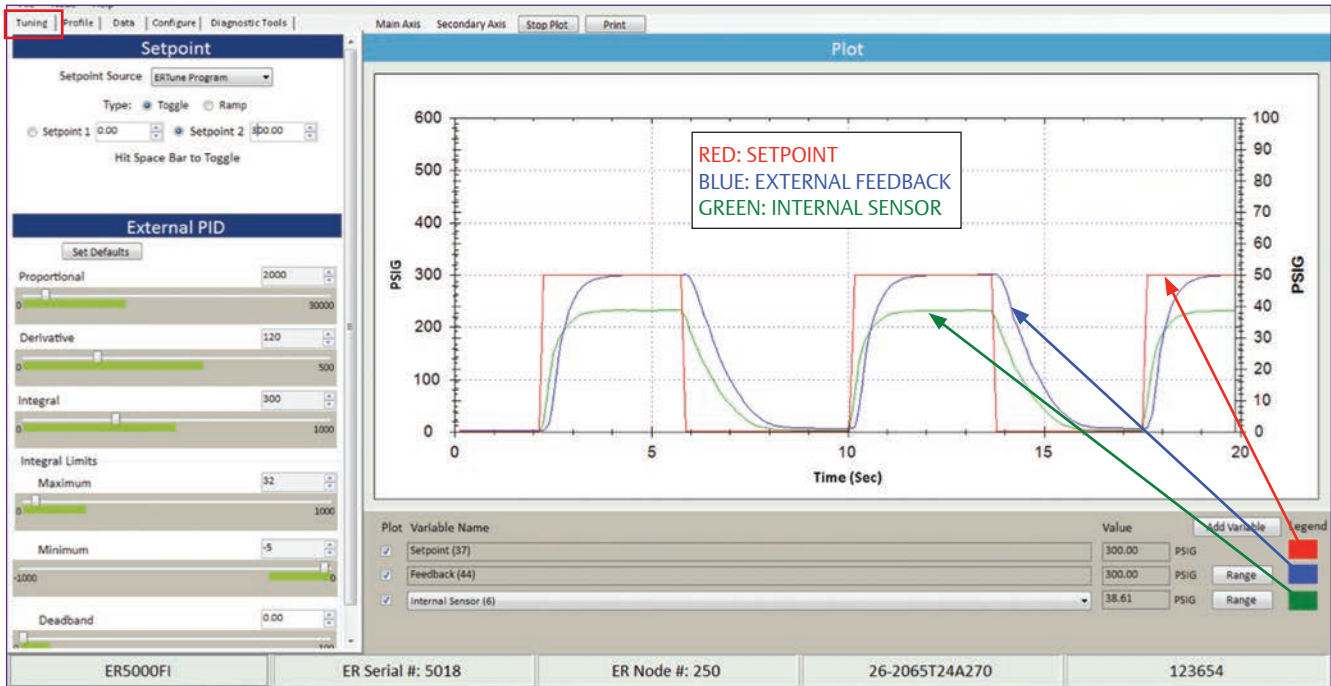 Tuning Profile Data Configure Diagnostic Tools Main Axis Secondary Axis Stop Plot Print
Setpoint
Setpoint Source ERTune Program
Type: Toggle Ramp
Setpoint 1 0.00 Setpoint 2 300.00
Hit Space Bar to Toggle
External PID
Set Defaults
Proportional 2000
0 30000
Derivative 120
0 500
Integral 300
0 1000
Integral Limits
Maximum 32
0 1000
Minimum -5
-1000 0
Deadband 0.00
0 100
Plot
RED: SETPOINT
BLUE: EXTERNAL FEEDBACK
GREEN: INTERNAL SENSOR
PSIG
600
500
400
300
200
100
0
0 5 10 15 20
Time (Sec)
100
90
80
70
60
50
40
30
20
10
0
PSIG
Plot Variable Name Value Add Variable Legend
Setpoint (37) 300.00 PSIG
Feedback (44) 300.00 PSIG Range
Internal Sensor (6) 38.61 PSIG Range
ER5000FI ER Serial #: 5018 ER Node #: 250 26-2065T24A270 123654